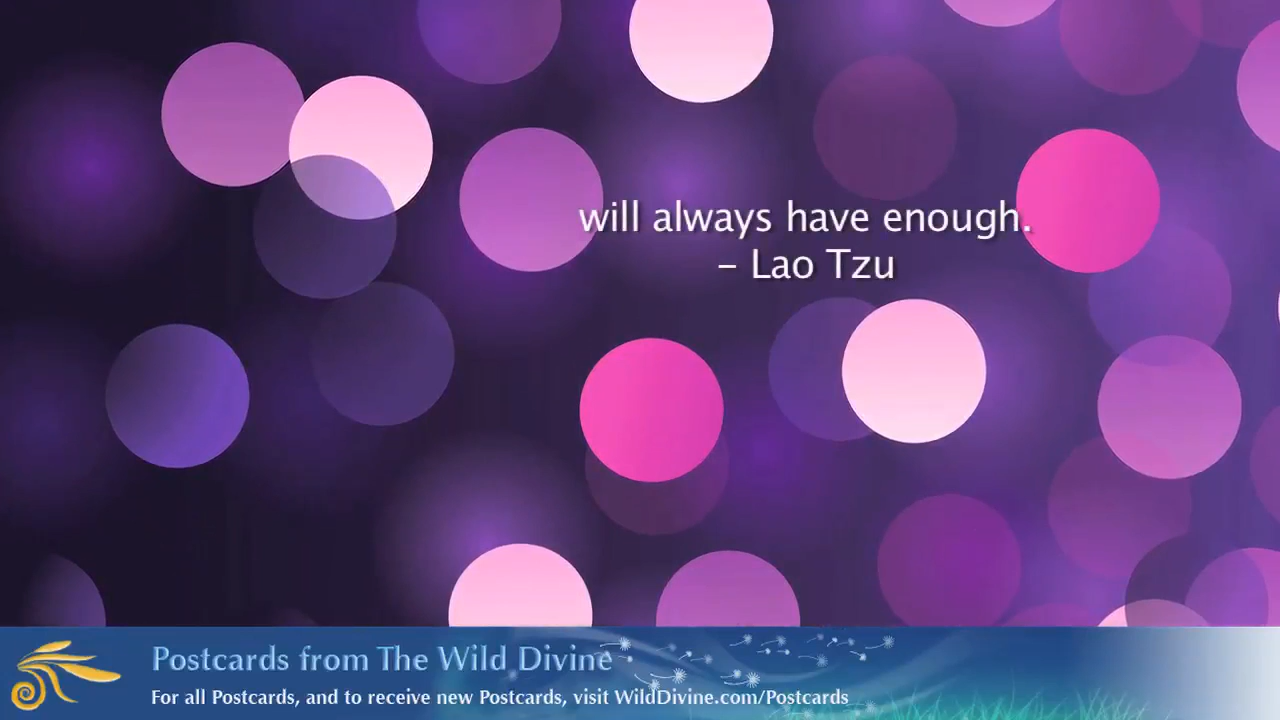 will always have enough.
– Lao Tzu
Postcards from The Wild Divine
For all Postcards, and to receive new Postcards, visit WildDivine.com/Postcards